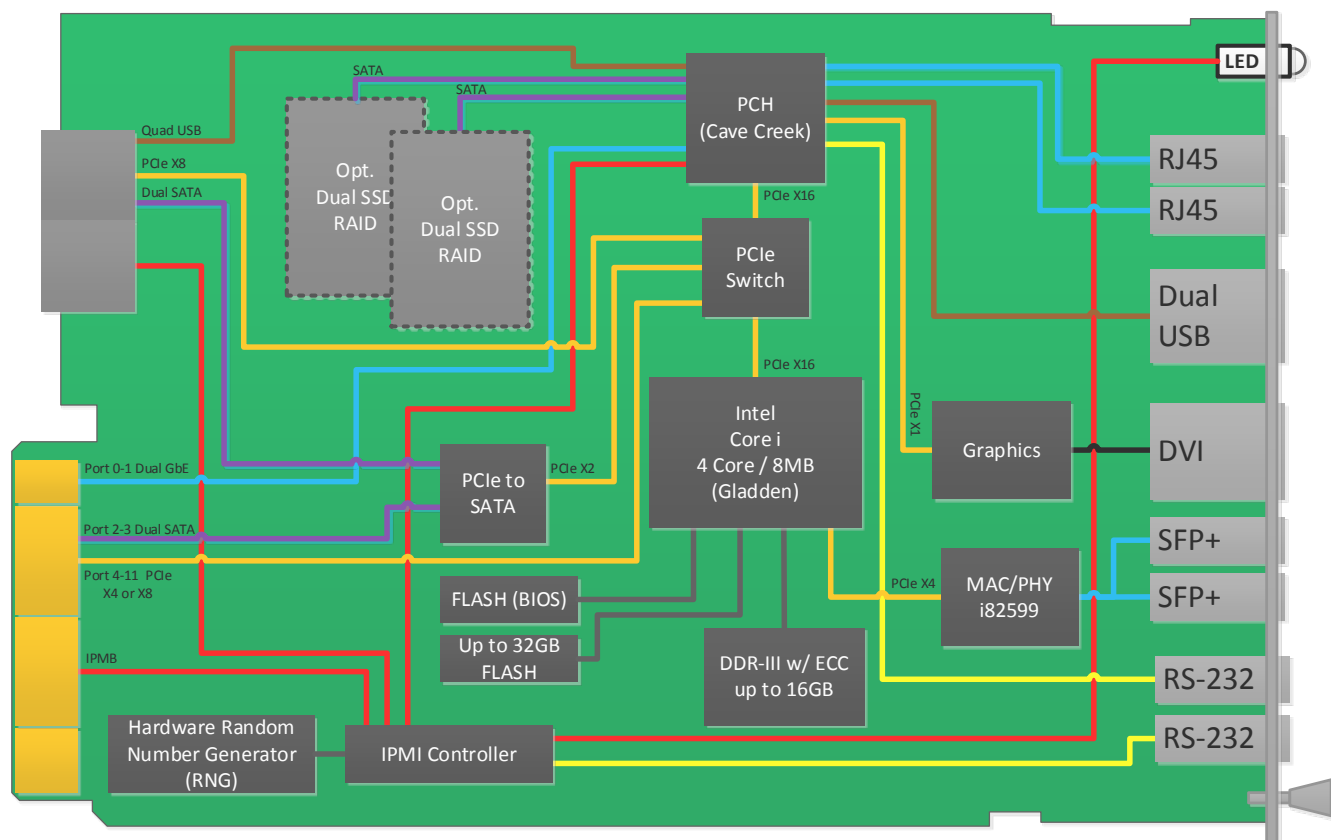 LED
SATA
SATA
PCH
(Cave Creek)
Quad USB
PCIe X8
Dual SATA
Opt.
Dual SSD
RAID
Opt.
Dual SSD
RAID
RJ45
RJ45
PCIe X16
PCIe
Switch
Dual
USB
PCIe X16
Intel
Core i
4 Core / 8MB
(Gladden)
PCIe X1
Graphics
DVI
Port 0-1 Dual GbE
PCIe to
SATA
PCIe X2
Port 2-3 Dual SATA
Port 4-11 PCIe
X4 or X8
SFP+
SFP+
PCIe X4
MAC/PHY
i82599
FLASH (BIOS)
Up to 32GB
FLASH
DDR-III w/ ECC
up to 16GB
IPMB
RS-232
RS-232
Hardware Random
Number Generator
(RNG)
IPMI Controller